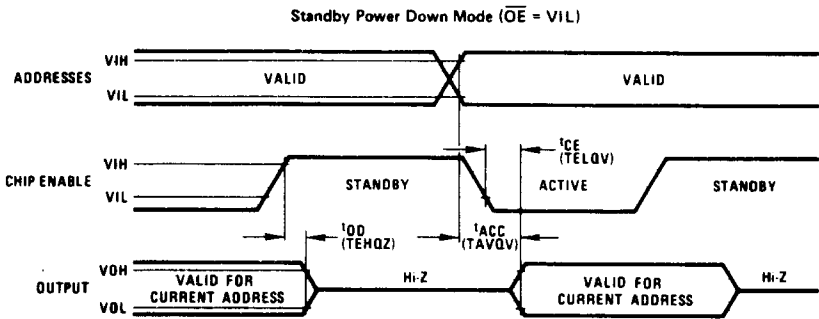 Standby Power Down Mode (OE = VIL)
ADDRESSES
VIH
VIL
VALID
VALID
CHIP ENABLE
VIH
VIL
STANDBY
tCE
(TELQV)
ACTIVE
STANDBY
tOD
(TEHQZ)
tACC
(TAVQV)
OUTPUT
VOH
VOL
VALID FOR
CURRENT ADDRESS
Hi-Z
VALID FOR
CURRENT ADDRESS
Hi-Z